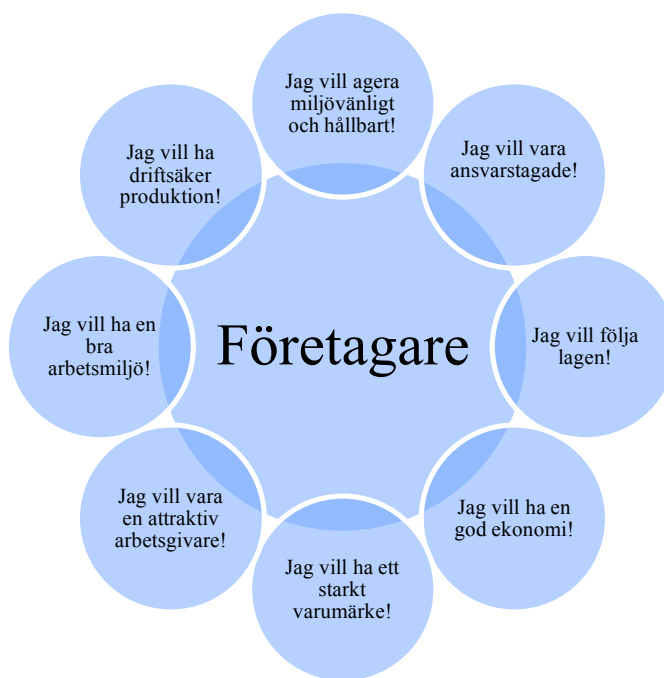 Jag vill agera
miljövänligt
och hållbart!
Jag vill vara
ansvarstagade!
Jag vill följa
lagen!
Jag vill ha en
god ekonomi!
Jag vill ha ett
starkt
varumärke!
Jag vill vara
en attraktiv
arbetsgivare!
Jag vill ha en
bra
arbetsmiljö!
Jag vill ha
driftsäker
produktion!
Företagare